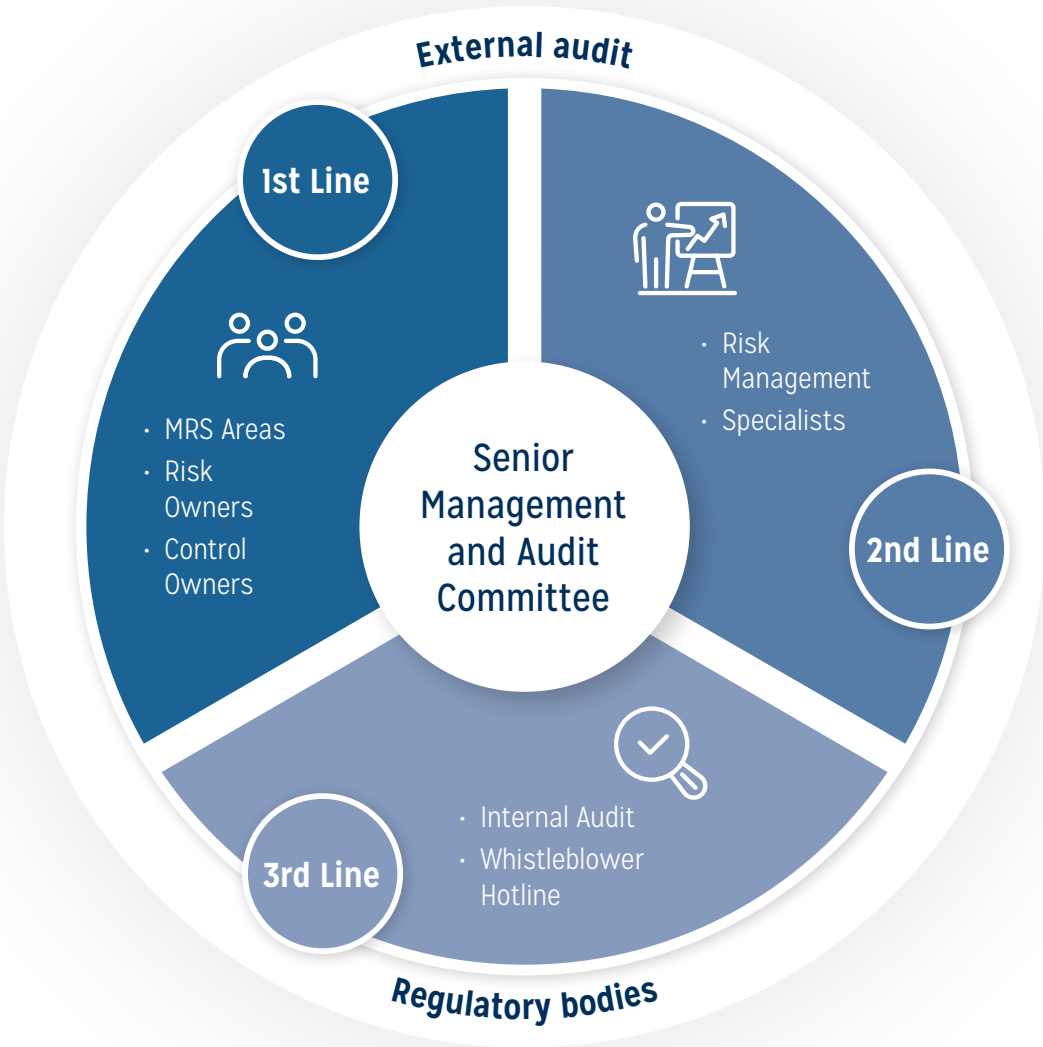 External audit
1st Line
· MRS Areas
· Risk
Owners
· Control
Owners
· Risk
Management
· Specialists
2nd Line
Senior
Management
and Audit
Committee
· Internal Audit
· Whistleblower
Hotline
3rd Line
Regulatory bodies